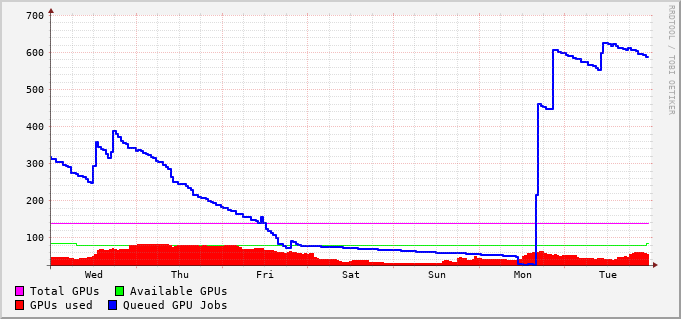 700
600
500
400
300
200
100
Wed Thu Fri Sat Sun Mon Tue
Total GPUs Available GPUs
GPUs used Queued GPU Jobs
RRDTOOL / TOBI OETIKER